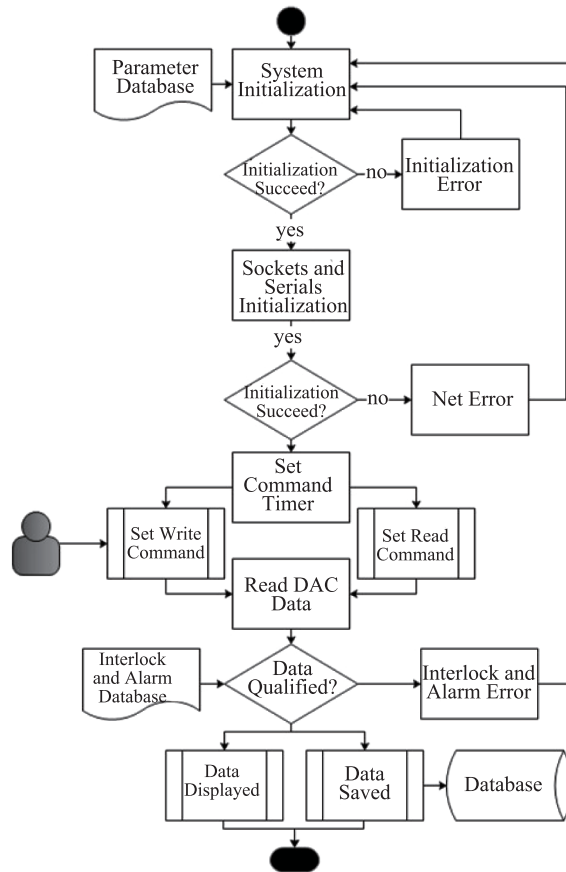 Parameter
Database
System
Initialization
Initialization
Succeed?
no
Initialization
Error
yes
Sockets and
Serials
Initialization
yes
Initialization
Succeed?
no
Net Error
Set
Command
Timer
Set Write
Command
Set Read
Command
Read DAC
Data
Interlock
and Alarm
Database
Data
Qualified?
Interlock and
Alarm Error
Data
Displayed
Data
Saved
Database